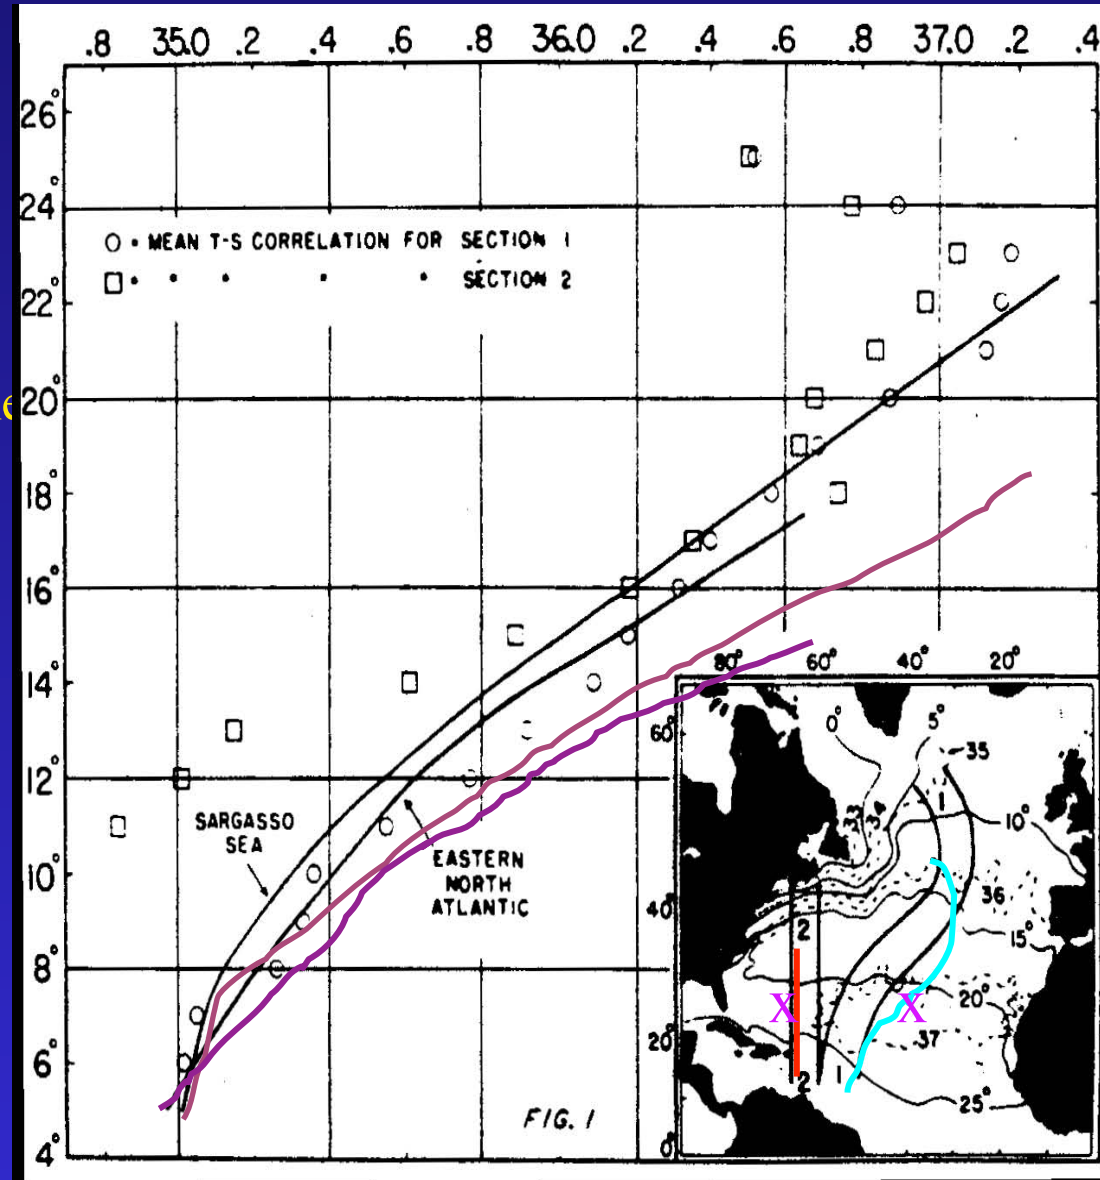 .8 35.0 .2 .4 .6 .8 36.0 .2 .4 .6 .8 37.0 .2 .4
26°
24°
22°
20°
18°
16°
14°
12°
10°
8°
6°
4°
O • MEAN T-S CORRELATION FOR SECTION 1
□ • • • • • SECTION 2
SARGASSO
SEA
EASTERN
NORTH
ATLANTIC
FIG. 1
80° 60° 40° 20°
60°
40°
20°
0°
0° 5°
35
1
33 34
10°
36
2
15°
20°
X X
37
2 1
25°